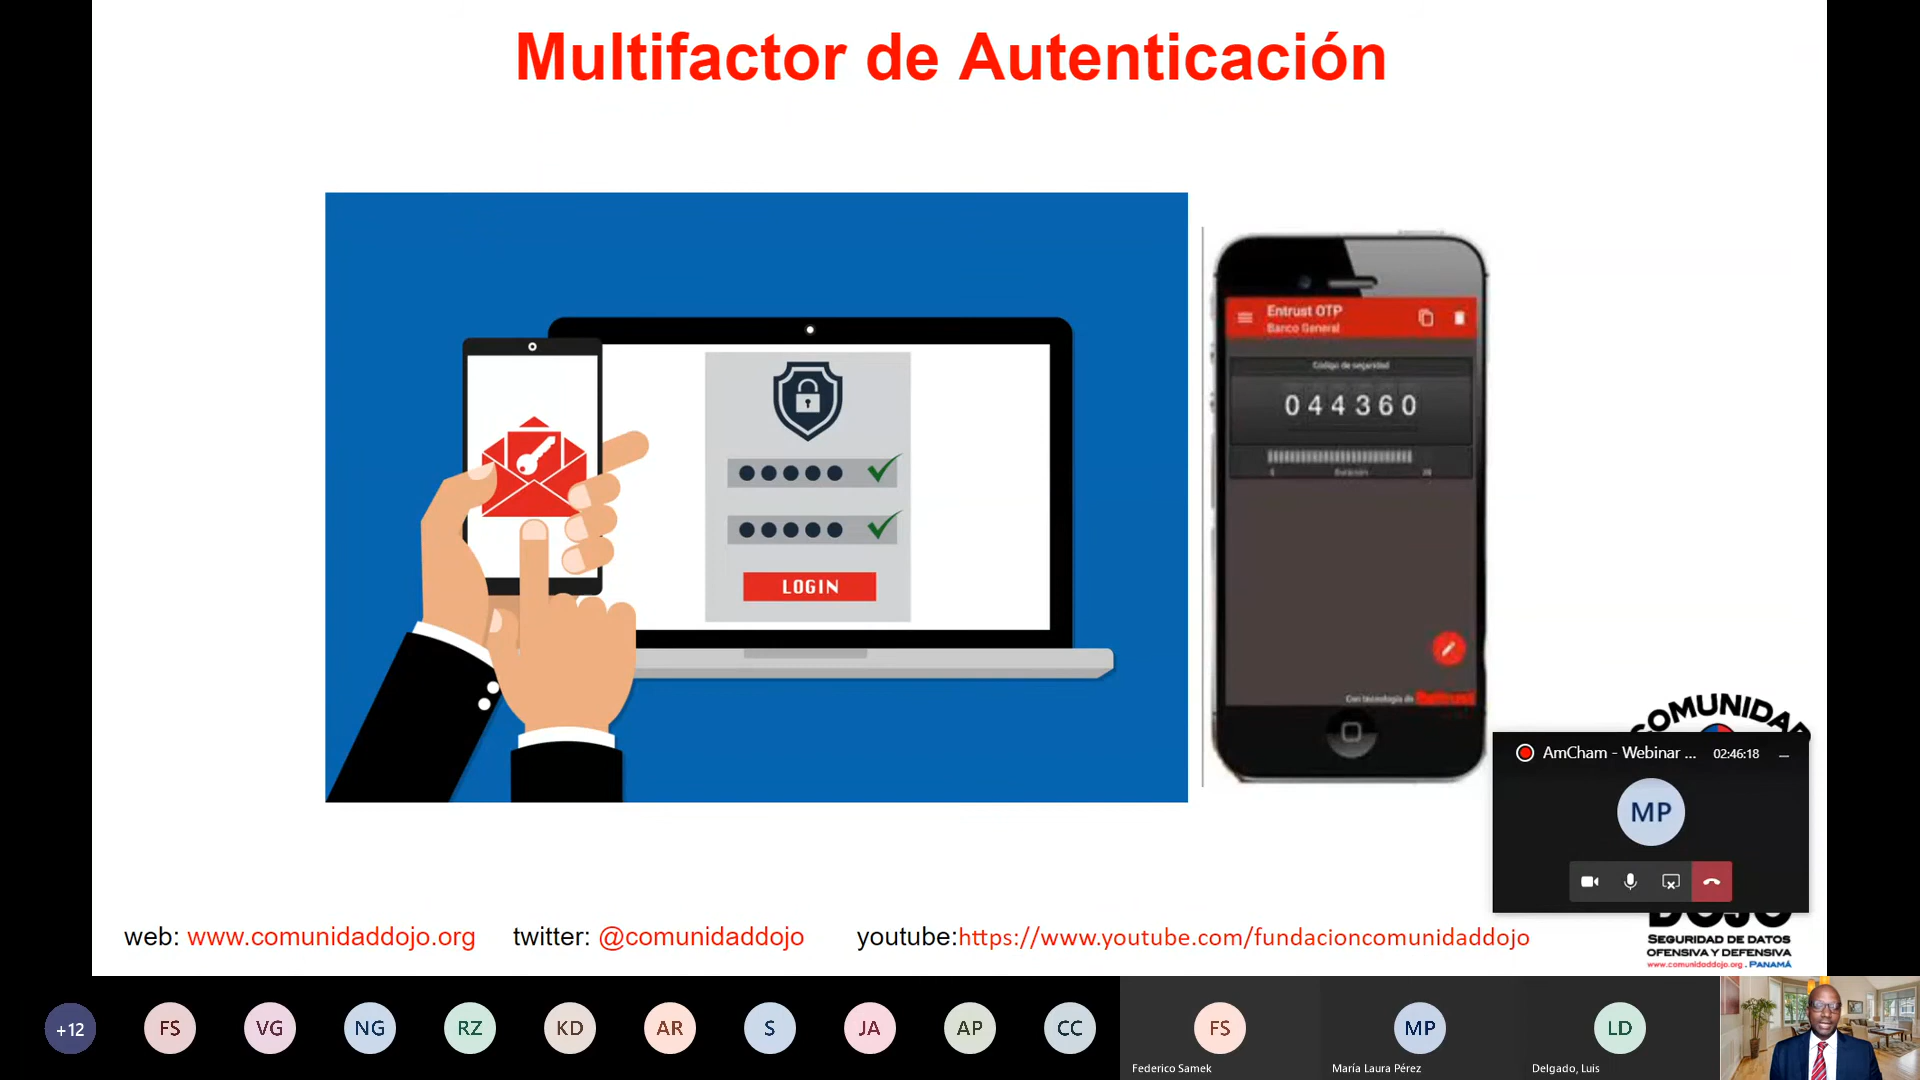 Multifactor de Autenticación
LOGIN
Entrust OTP
Banco General
Código de seguridad
044360
Duración
Con tecnología de
COMUNIDAD
AmCham - Webinar ...
02:46:18
MP
DOJO
SEGURIDAD DE DATOS
OFENSIVA Y DEFENSIVA
www.comunidaddojo.org . PANAMÁ
web: www.comunidaddojo.org twitter: @comunidaddojo youtube:https://www.youtube.com/fundacioncomunidaddojo
+12 FS VG NG RZ KD AR S JA AP CC FS MP LD
Federico Samek María Laura Pérez Delgado, Luis